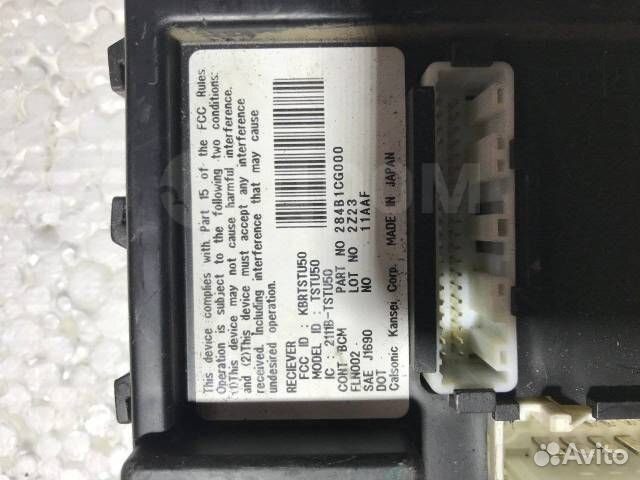 This device complies with Part 15 of the FCC Rules
Operation is subject to the following two conditions:
(1)This device may not cause harmful interference.
and (2)This device must accept any interference
received. Including interference that may cause
undesired operation.
RECIEVER
FCC ID : KBRTSTU50
MODEL ID : TSTU50
IC : 2111B-TSTU50
CONT BCM PART NO 284B1CG000
FLN002 LOT NO 2Z23
SAE J1690 NO 11AAF
DOT
Calsonic Kansei Corp. MADE IN JAPAN
Avito